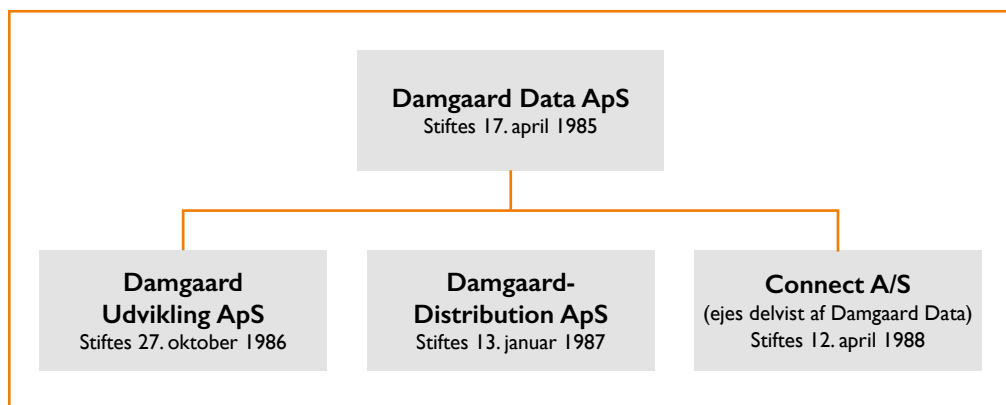 Damgaard Data ApS
Stiftes 17. april 1985
Damgaard
Udvikling ApS
Stiftes 27. oktober 1986
Damgaard-
Distribution ApS
Stiftes 13. januar 1987
Connect A/S
(ejes delvist af Damgaard Data)
Stiftes 12. april 1988